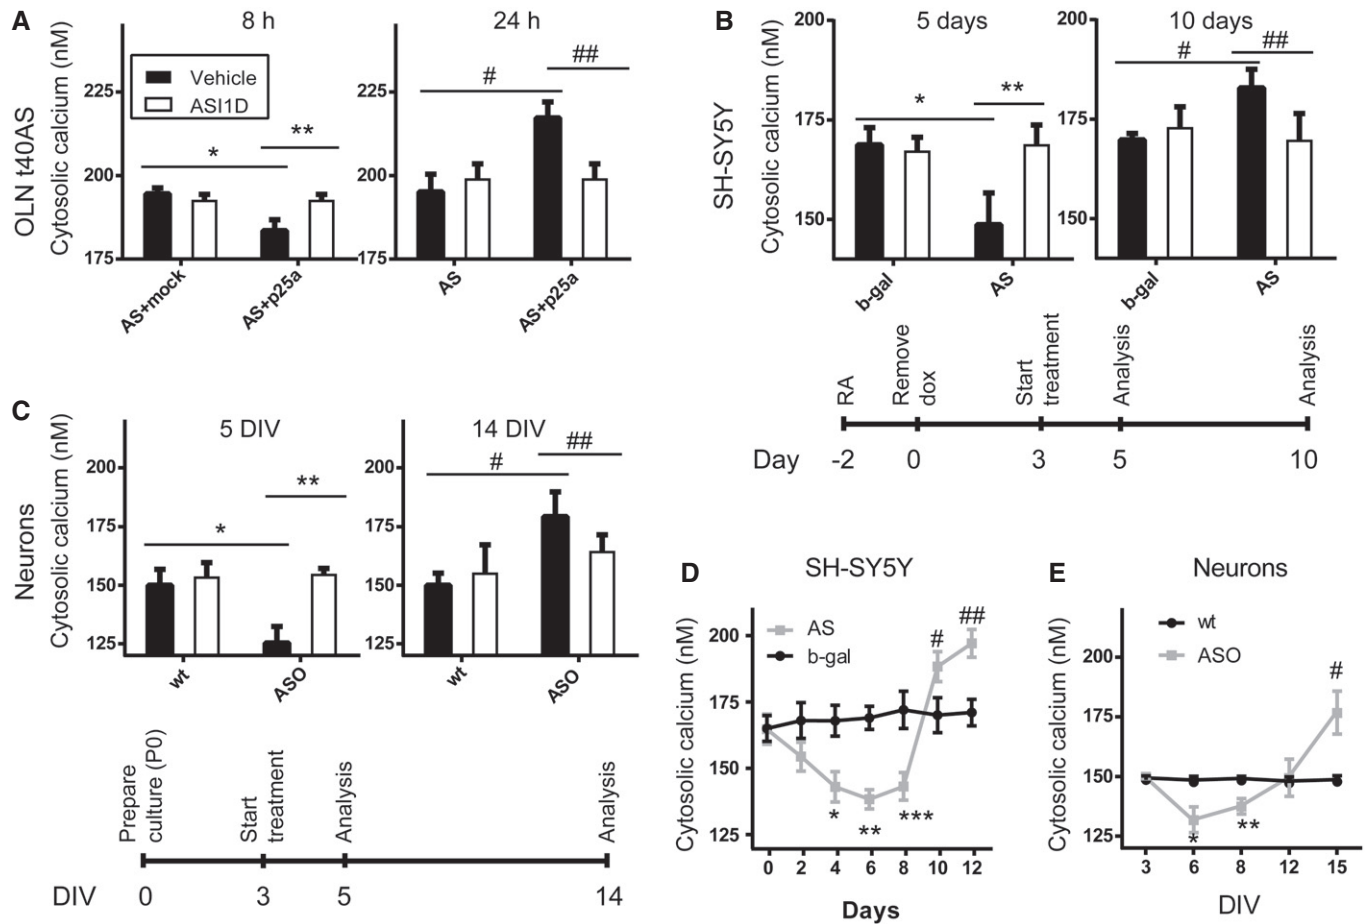 A
8 h
24 h
OLN t40AS
Cytosolic calcium (nM)
225
200
175
Vehicle
ASI1D
*
**
AS+mock
AS+p25a
225
200
175
#
##
AS
AS+p25a
B
5 days
10 days
SH-SY5Y
Cytosolic calcium (nM)
200
175
150
*
**
b-gal
AS
200
175
150
#
##
b-gal
AS
RA
Remove
dox
Start
treatment
Analysis
Analysis
Day
-2
0
3
5
10
C
5 DIV
14 DIV
Neurons
Cytosolic calcium (nM)
200
175
150
125
*
**
wt
ASO
200
175
150
125
#
##
wt
ASO
Prepare
culture (P0)
Start
treatment
Analysis
Analysis
DIV
0
3
5
14
D
SH-SY5Y
Cytosolic calcium (nM)
200
175
150
125
AS
b-gal
#
##
*
**
***
0 2 4 6 8 10 12
Days
E
Neurons
Cytosolic calcium (nM)
200
175
150
125
wt
ASO
#
*
**
3 6 8 12 15
DIV